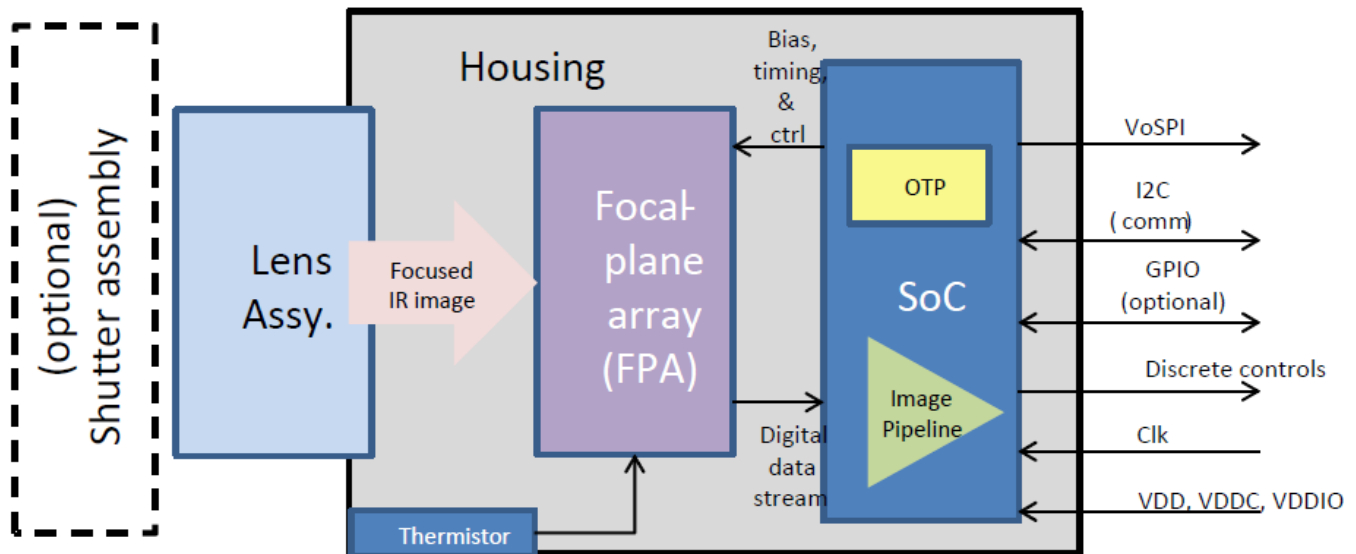 (optional)
Shutter assembly
Housing
Lens
Assy.
Focused
IR image
Focal-
plane
array
(FPA)
Bias,
timing,
&
ctrl
Digital
data
stream
Thermistor
OTP
SoC
Image
Pipeline
VoSPI
I2C
( comm)
GPIO
(optional)
Discrete controls
Clk
VDD, VDDC, VDDIO